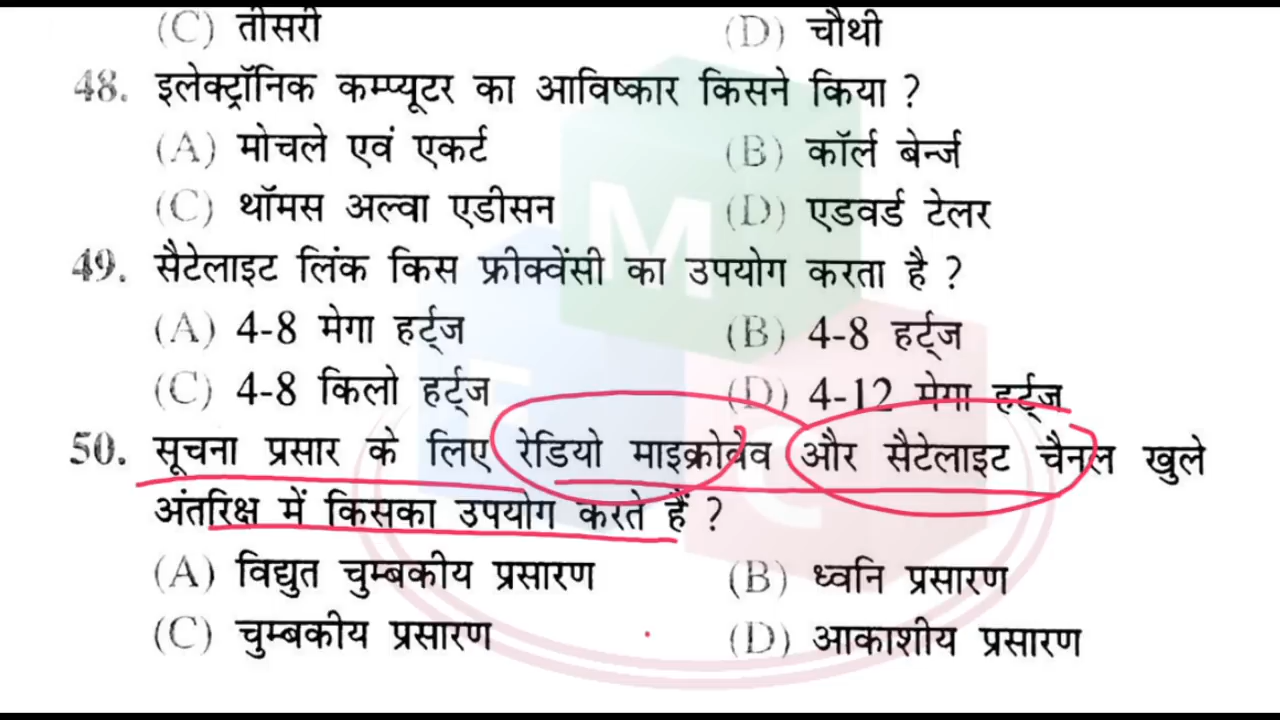 (C) तीसरी (D) चौथी
48. इलेक्ट्रॉनिक कम्प्यूटर का आविष्कार किसने किया ?
(A) मोचले एवं एकर्ट (B) कॉर्ल बेर्न्ज
(C) थॉमस अल्वा एडीसन (D) एडवर्ड टेलर
49. सैटेलाइट लिंक किस फ्रीक्वेंसी का उपयोग करता है ?
(A) 4-8 मेगा हर्ट्ज (B) 4-8 हर्ट्ज
(C) 4-8 किलो हर्ट्ज (D) 4-12 मेगा हर्ट्ज
50. सूचना प्रसार के लिए रेडियो माइक्रोवेव और सैटेलाइट चैनल खुले
अंतरिक्ष में किसका उपयोग करते हैं ?
(A) विद्युत चुम्बकीय प्रसारण (B) ध्वनि प्रसारण
(C) चुम्बकीय प्रसारण (D) आकाशीय प्रसारण